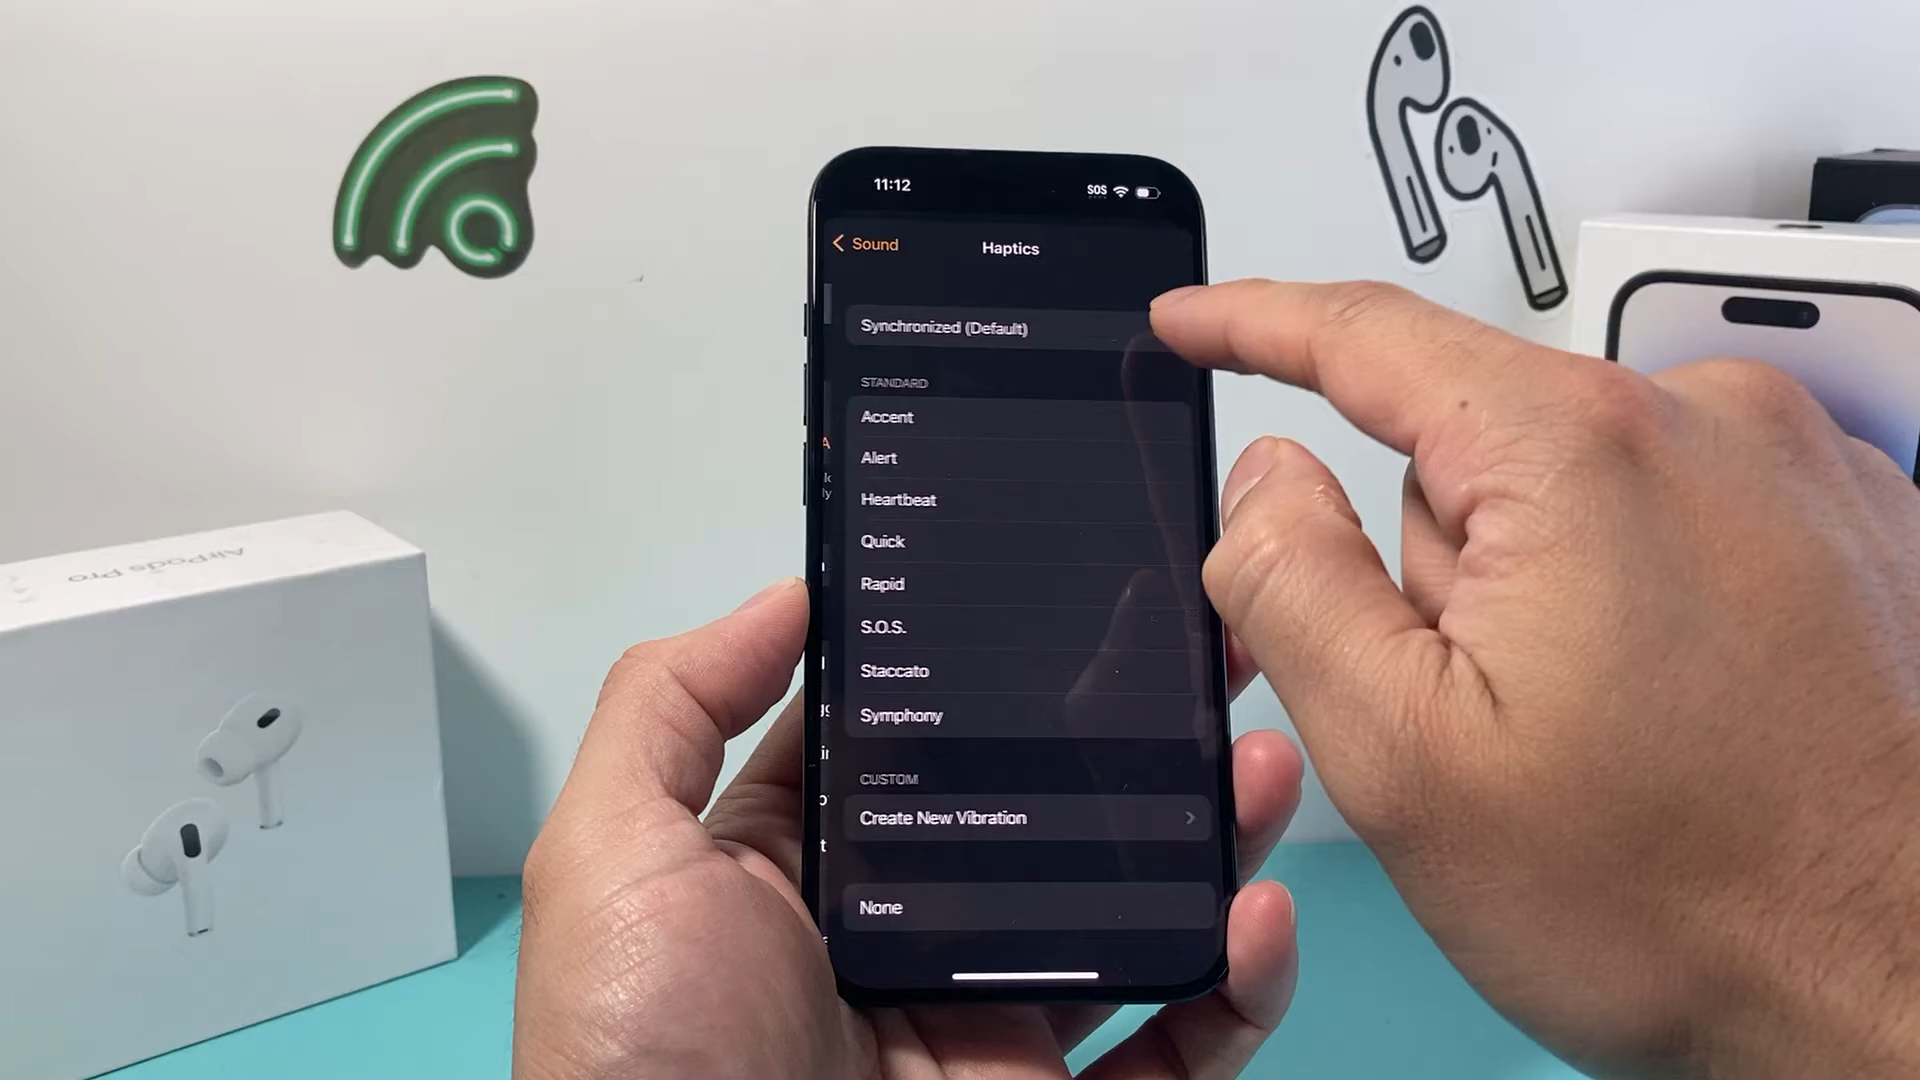 11:12
SOS
Sound
Haptics
Synchronized (Default)
STANDARD
Accent
Alert
Heartbeat
Quick
Rapid
S.O.S.
Staccato
Symphony
CUSTOM
Create New Vibration
None
AirPods Pro